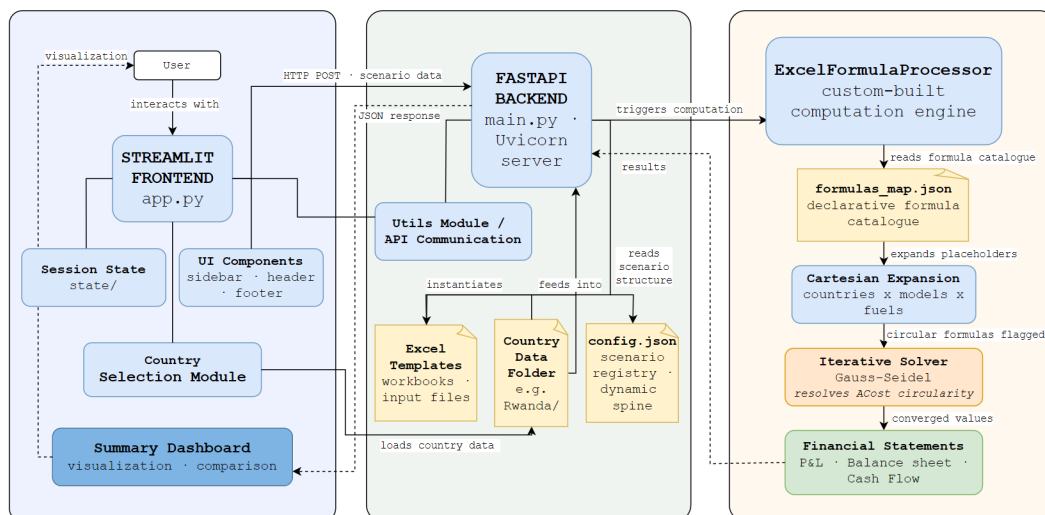 visualization
User
interacts with
STREAMLIT
FRONTEND
app.py
Session State
state/
UI Components
sidebar · header
· footer
Country
Selection Module
Summary Dashboard
visualization · comparison
HTTP POST · scenario data
JSON response
FASTAPI
BACKEND
main.py ·
Uvicorn
server
Utils Module /
API Communication
triggers computation
results
reads
scenario
structure
instantiates
feeds into
Excel
Templates
workbooks ·
input files
Country
Data
Folder
e.g.
Rwanda/
config.json
scenario
registry ·
dynamic
spine
loads country data
ExcelFormulaProcessor
custom-built
computation engine
reads formula catalogue
formulas_map.json
declarative formula
catalogue
expands placeholders
Cartesian Expansion
countries x models x
fuels
circular formulas flagged
Iterative Solver
Gauss-Seidel
resolves ACost circularity
converged values
Financial Statements
P&L · Balance sheet ·
Cash Flow